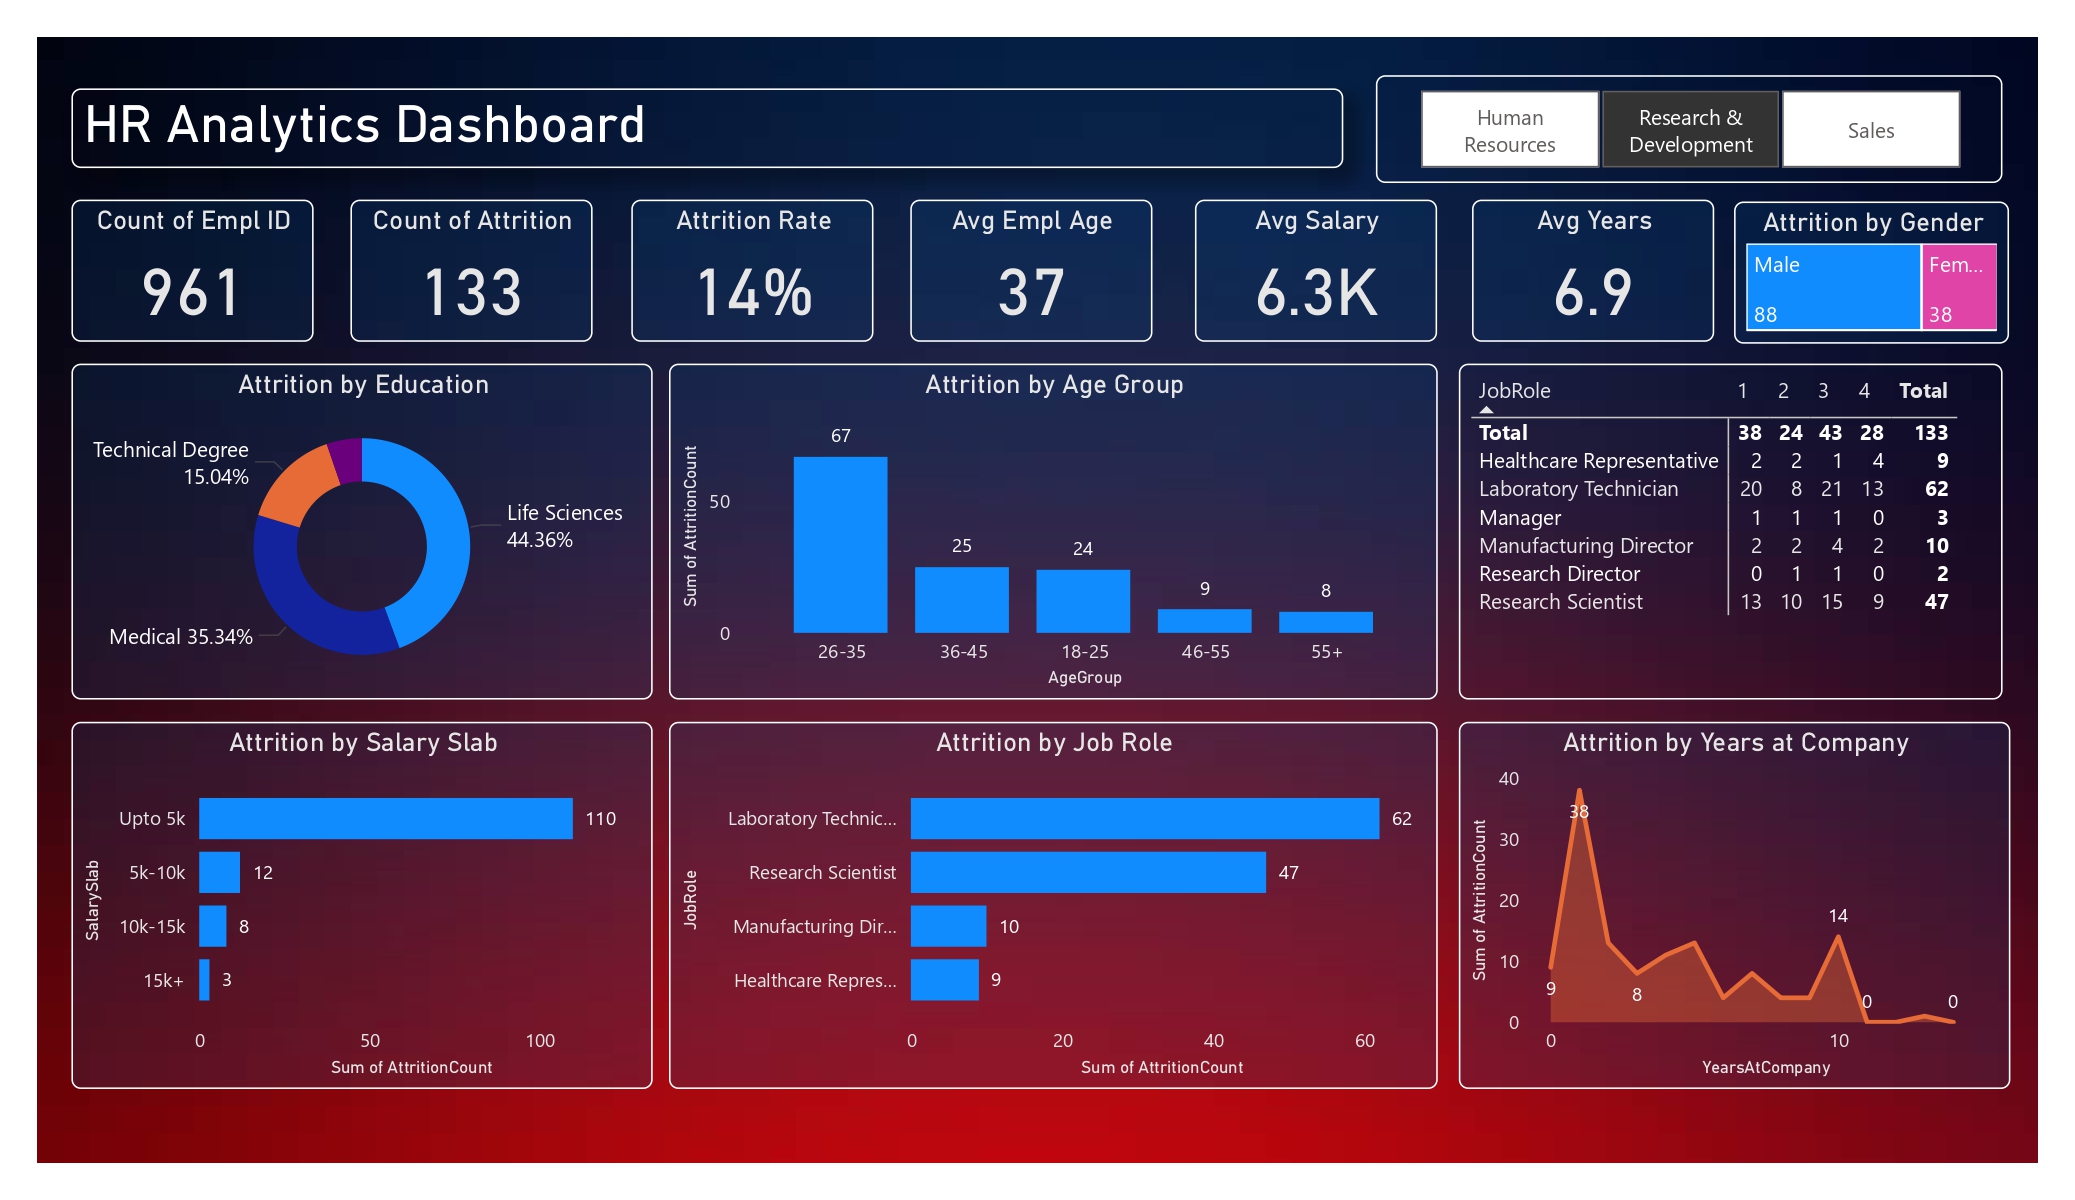 HR Analytics Dashboard
Human
Resources
Research &
Development
Sales
Count of Empl ID
961
Count of Attrition
133
Attrition Rate
14%
Avg Empl Age
37
Avg Salary
6.3K
Avg Years
6.9
Attrition by Gender
Male
88
Fem...
38
Attrition by Education
Technical Degree
15.04%
Life Sciences
44.36%
Medical 35.34%
Attrition by Age Group
Sum of AttritionCount
50
0
67
25
24
9
8
26-35
36-45
18-25
46-55
55+
AgeGroup
JobRole 1 2 3 4 Total
Total 38 24 43 28 133
Healthcare Representative 2 2 1 4 9
Laboratory Technician 20 8 21 13 62
Manager 1 1 1 0 3
Manufacturing Director 2 2 4 2 10
Research Director 0 1 1 0 2
Research Scientist 13 10 15 9 47
Attrition by Salary Slab
SalarySlab
Upto 5k 110
5k-10k 12
10k-15k 8
15k+ 3
0 50 100
Sum of AttritionCount
Attrition by Job Role
JobRole
Laboratory Technic... 62
Research Scientist 47
Manufacturing Dir... 10
Healthcare Repres... 9
0 20 40 60
Sum of AttritionCount
Attrition by Years at Company
Sum of AttritionCount
40
30
20
10
0
38
9
8
14
0
0
0 10
YearsAtCompany